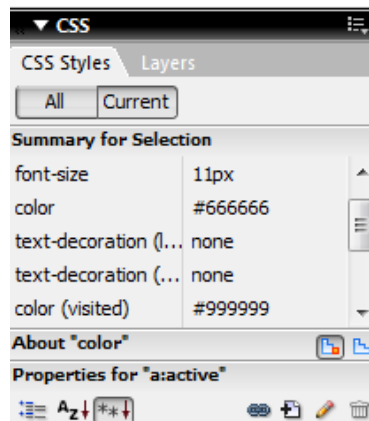 CSS
CSS Styles Layers
All Current
Summary for Selection
font-size 11px
color #666666
text-decoration (l... none
text-decoration (... none
color (visited) #999999
About "color"
Properties for "a:active"
Az↓ **↓